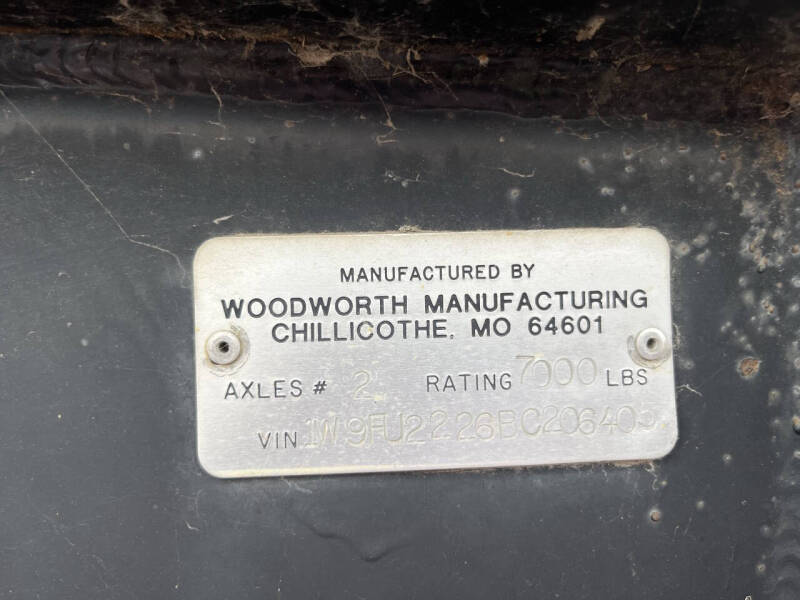 MANUFACTURED BY
WOODWORTH MANUFACTURING
CHILLICOTHE, MO 64601
AXLES # 2 RATING 7000 LBS
VIN 1W9FU2226BC206405